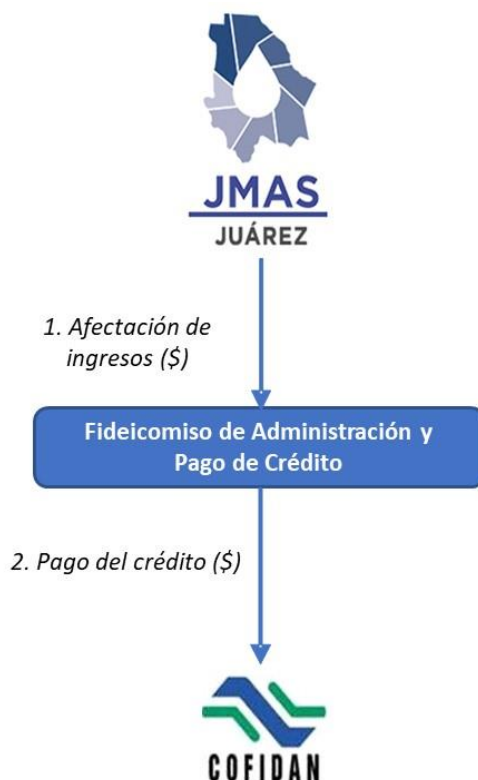 JMAS
JUÁREZ
1. Afectación de
ingresos ($)
Fideicomiso de Administración y
Pago de Crédito
2. Pago del crédito ($)
COFIDAN